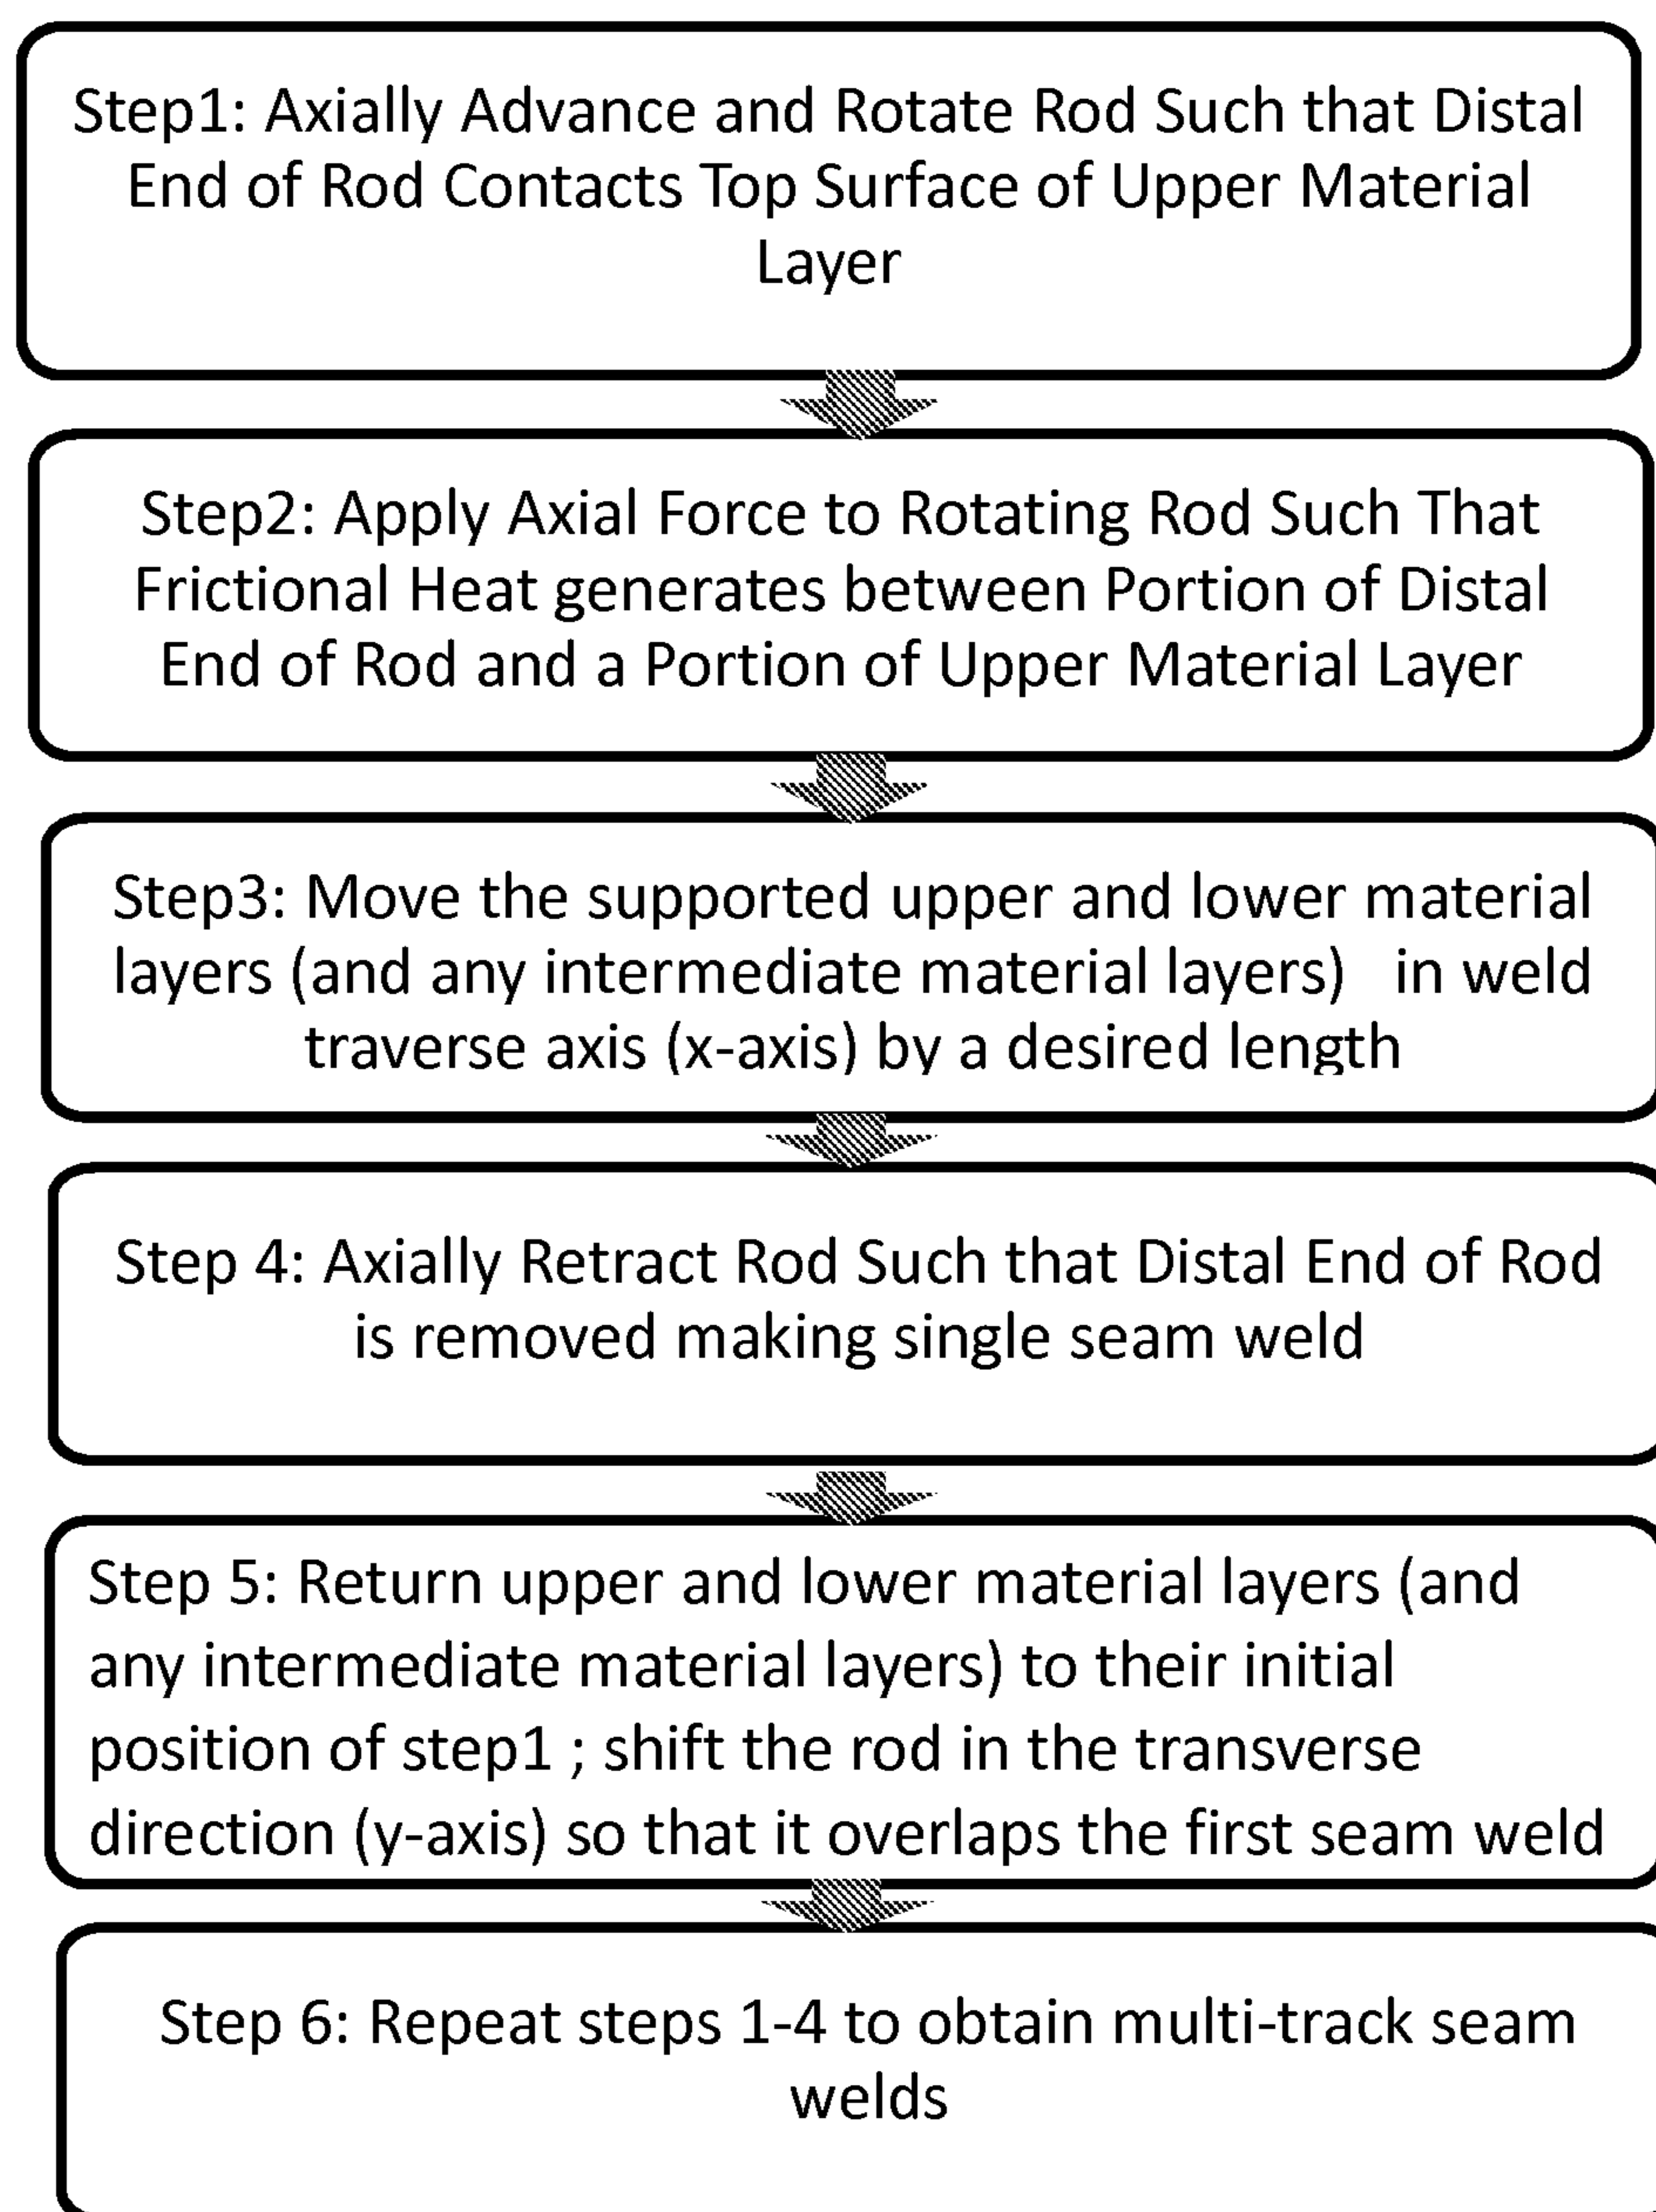 Step1: Axially Advance and Rotate Rod Such that Distal
End of Rod Contacts Top Surface of Upper Material
Layer
Step2: Apply Axial Force to Rotating Rod Such That
Frictional Heat generates between Portion of Distal
End of Rod and a Portion of Upper Material Layer
Step3: Move the supported upper and lower material
layers (and any intermediate material layers) in weld
traverse axis (x-axis) by a desired length
Step 4: Axially Retract Rod Such that Distal End of Rod
is removed making single seam weld
Step 5: Return upper and lower material layers (and
any intermediate material layers) to their initial
position of step1 ; shift the rod in the transverse
direction (y-axis) so that it overlaps the first seam weld
Step 6: Repeat steps 1-4 to obtain multi-track seam
welds